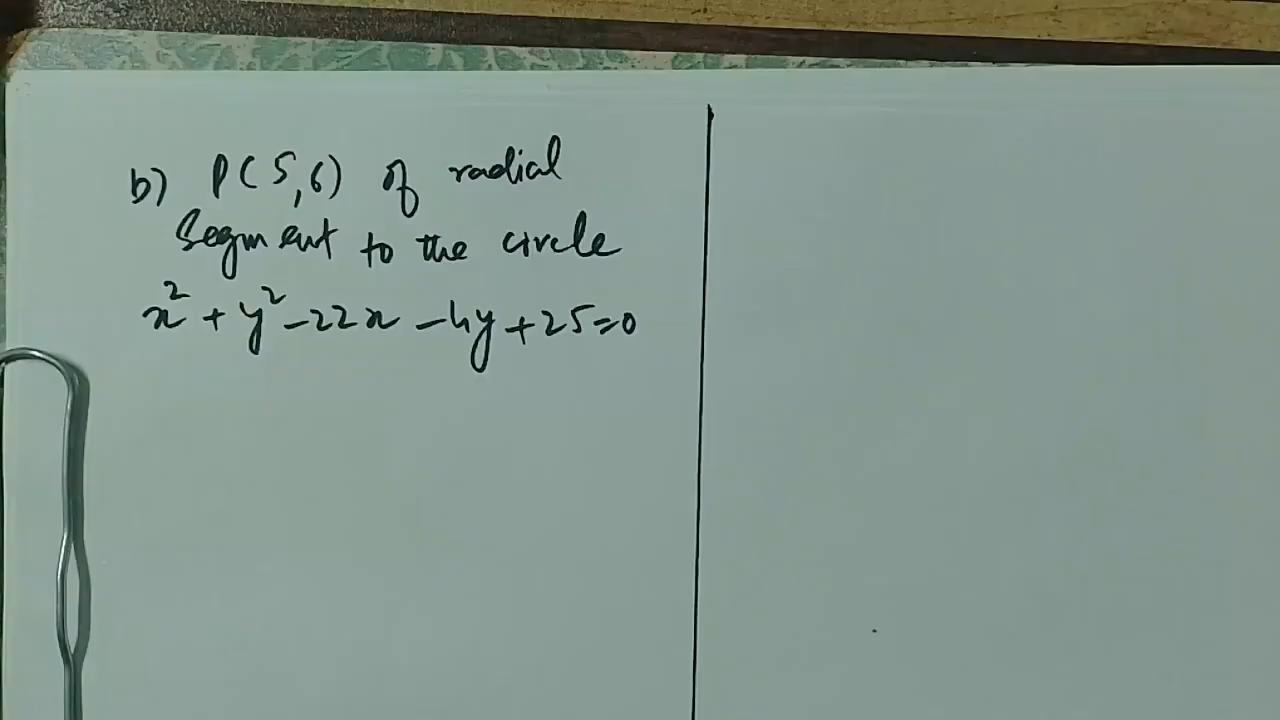 b) P(5,6) of radial
Segment to the circle
x² + y² - 22x - 4y + 25 = 0